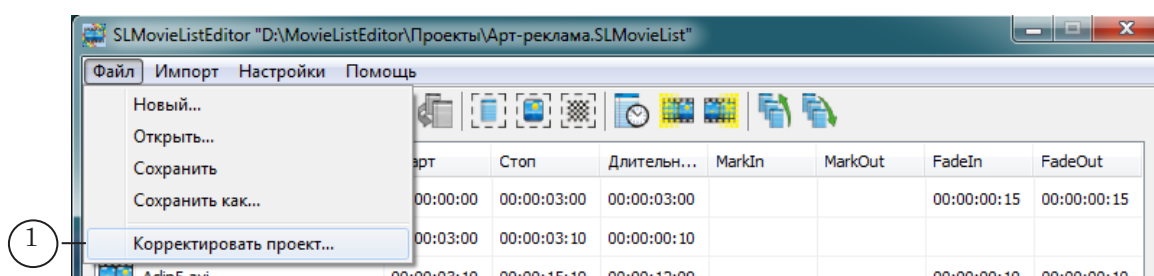 SLMovieListEditor "D:\MovieListEditor\Проекты\Арт-реклама.SLMovieList"
Файл Импорт Настройки Помощь
Новый...
Открыть...
Сохранить
Сохранить как...
Корректировать проект...
1
Стоп Длительн... MarkIn MarkOut FadeIn FadeOut
00:00:00 00:00:03:00 00:00:03:00 00:00:00:15 00:00:00:15
00:03:00 00:00:03:10 00:00:00:10